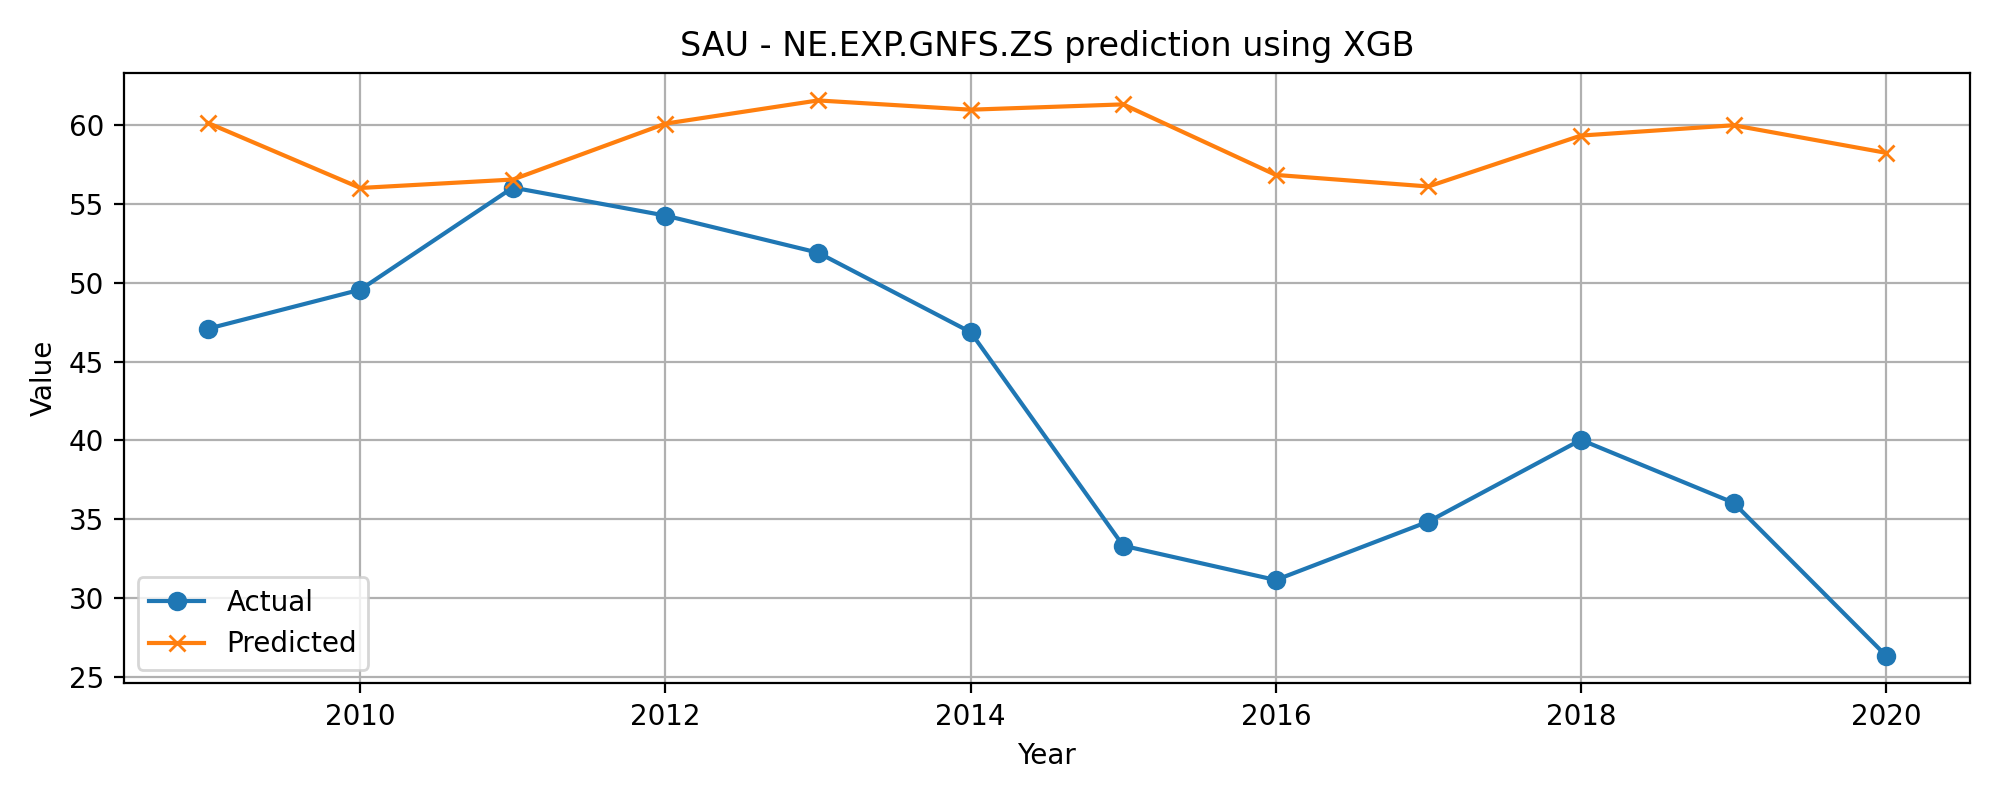 SAU - NE.EXP.GNFS.ZS prediction using XGB
60
55
50
45
40
35
30
25
Value
Actual
Predicted
2010 2012 2014 2016 2018 2020
Year